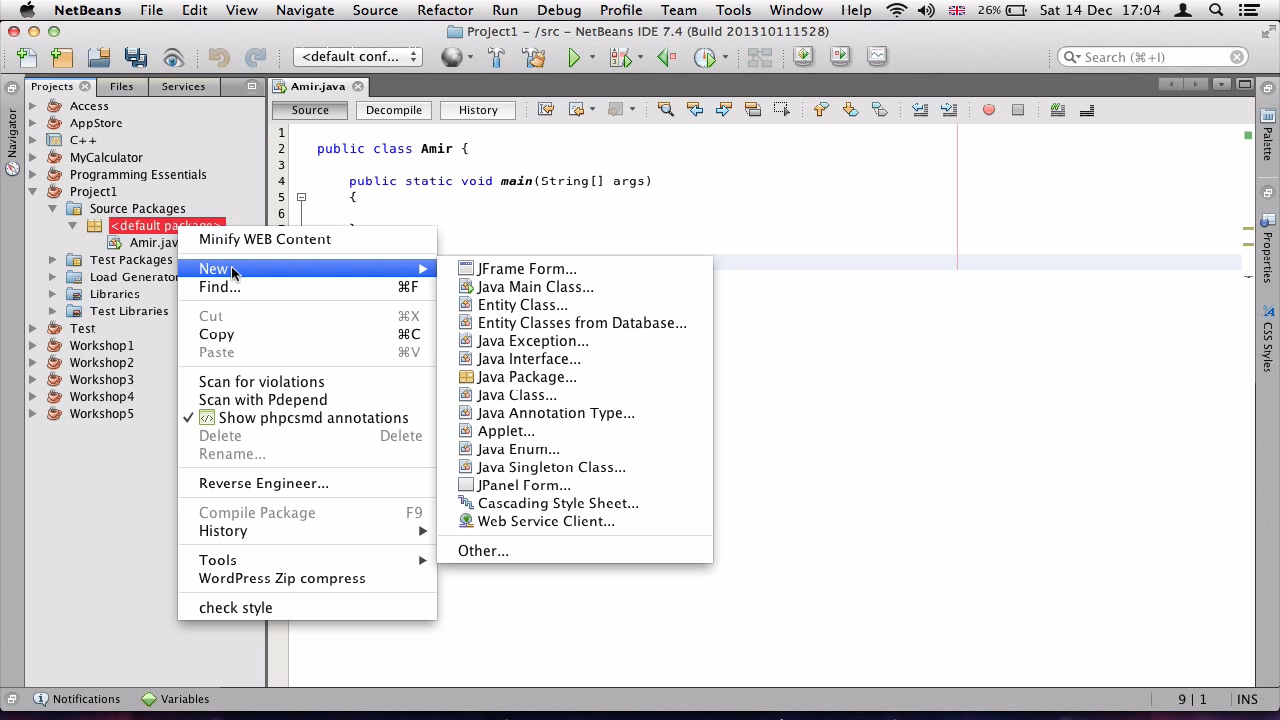 NetBeans File Edit View Navigate Source Refactor Run Debug Profile Team Tools Window Help 26% Sat 14 Dec 17:04
Project1 - /src - NetBeans IDE 7.4 (Build 201310111528)
<default conf... Search (⌘+I)
Projects Files Services Amir.java
Source Decompile History
Navigator
Palette
Properties
CSS Styles
Access
AppStore
C++
MyCalculator
Programming Essentials
Project1
Source Packages
<default package>
Amir.jav
Test Packages
Load Generator
Libraries
Test Libraries
Test
Workshop1
Workshop2
Workshop3
Workshop4
Workshop5
1
2 public class Amir {
3
4 public static void main(String[] args)
5 {
6
Minify WEB Content
New
Find... ⌘F
Cut ⌘X
Copy ⌘C
Paste ⌘V
Scan for violations
Scan with Pdepend
Show phpcsmd annotations
Delete Delete
Rename...
Reverse Engineer...
Compile Package F9
History
Tools
WordPress Zip compress
check style
JFrame Form...
Java Main Class...
Entity Class...
Entity Classes from Database...
Java Exception...
Java Interface...
Java Package...
Java Class...
Java Annotation Type...
Applet...
Java Enum...
Java Singleton Class...
JPanel Form...
Cascading Style Sheet...
Web Service Client...
Other...
Notifications Variables 9 | 1 INS